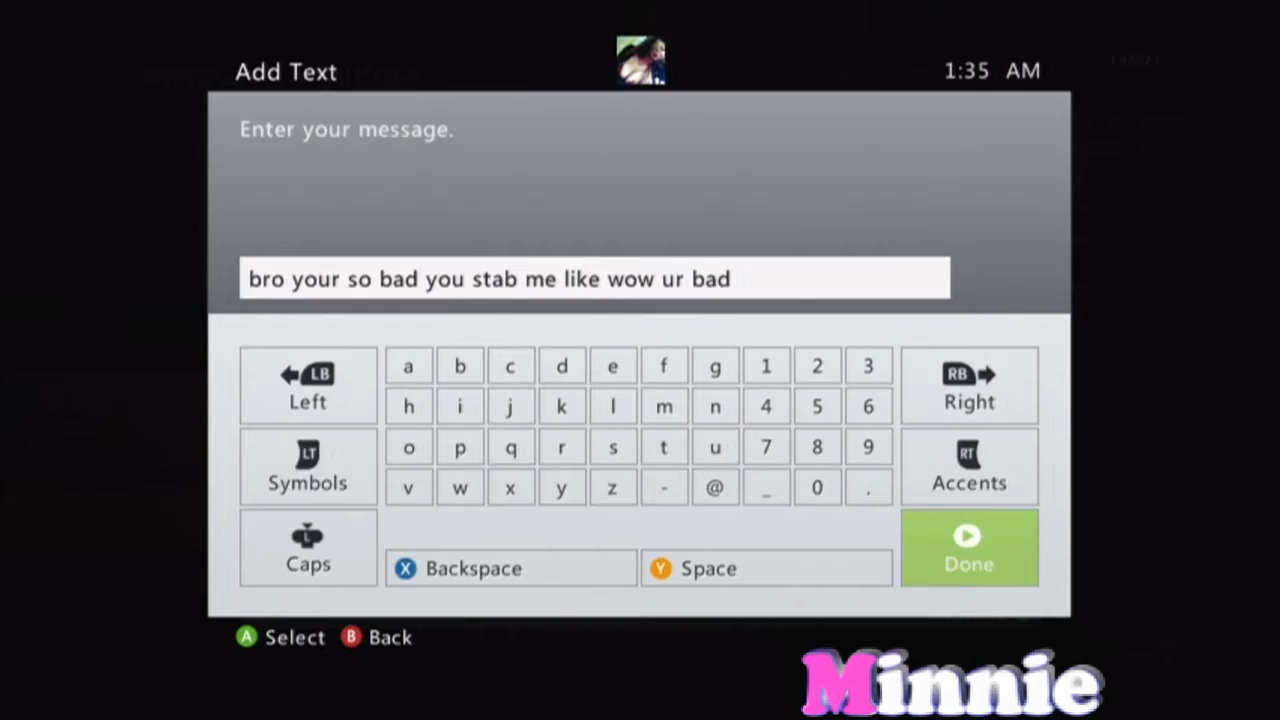 Add Text
1:35 AM
Enter your message.
bro your so bad you stab me like wow ur bad
LB
Left
a b c d e f g 1 2 3
RB
Right
h i j k l m n 4 5 6
LT
Symbols
o p q r s t u 7 8 9
RT
Accents
v w x y z - @ _ 0 .
L
Caps
X Backspace
Y Space
Done
A Select B Back
Minnie